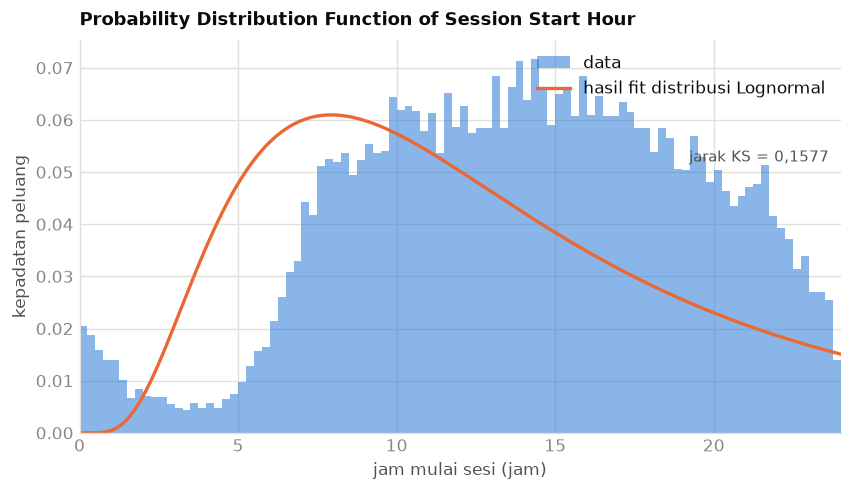 Probability Distribution Function of Session Start Hour
data
hasil fit distribusi Lognormal
jarak KS = 0,1577
kepadatan peluang
0.07
0.06
0.05
0.04
0.03
0.02
0.01
0.00
0
5
10
15
20
jam mulai sesi (jam)